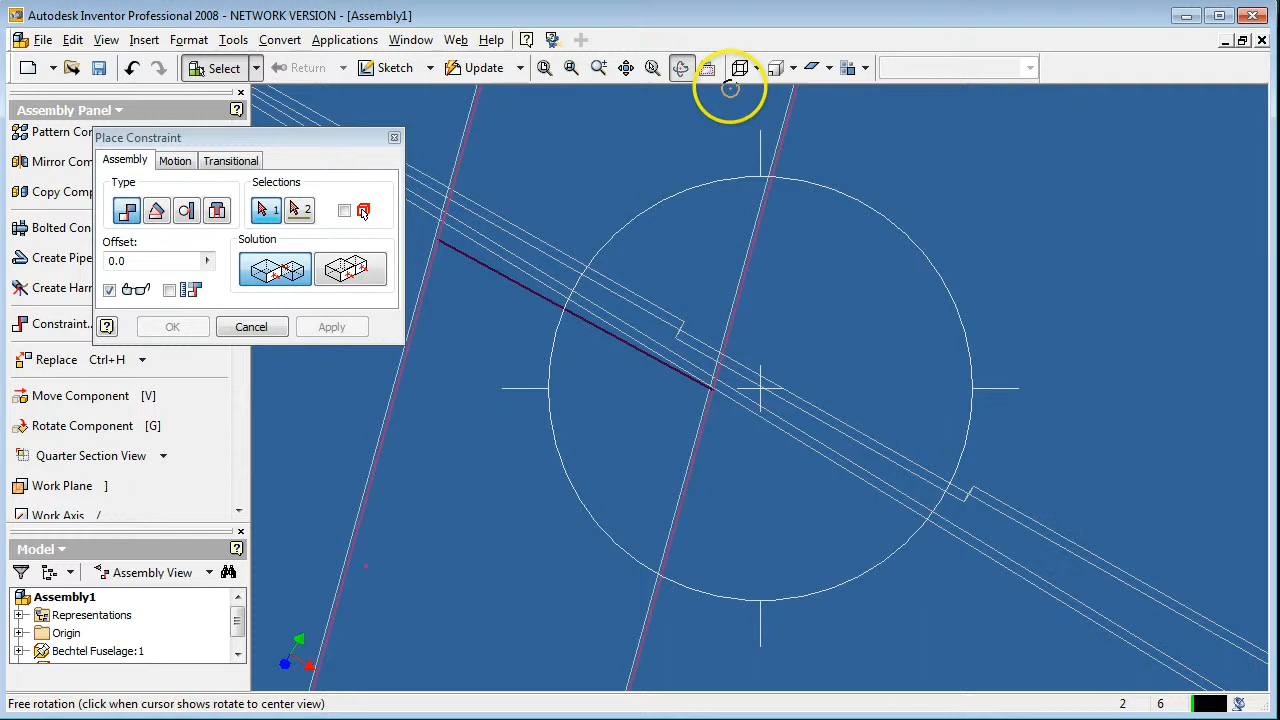 Autodesk Inventor Professional 2008 - NETWORK VERSION - [Assembly1]
File Edit View Insert Format Tools Convert Applications Window Web Help
Select Return Sketch Update
Assembly Panel
Pattern Con
Mirror Com
Copy Comp
Bolted Con
Create Pipe
Create Harn
Constraint...
Replace Ctrl+H
Move Component [V]
Rotate Component [G]
Quarter Section View
Work Plane ]
Work Axis /
Place Constraint
Assembly Motion Transitional
Type Selections
1 2
Offset: Solution
0.0
OK Cancel Apply
Model
Assembly View
Assembly1
Representations
Origin
Bechtel Fuselage:1
Free rotation (click when cursor shows rotate to center view) 2 6